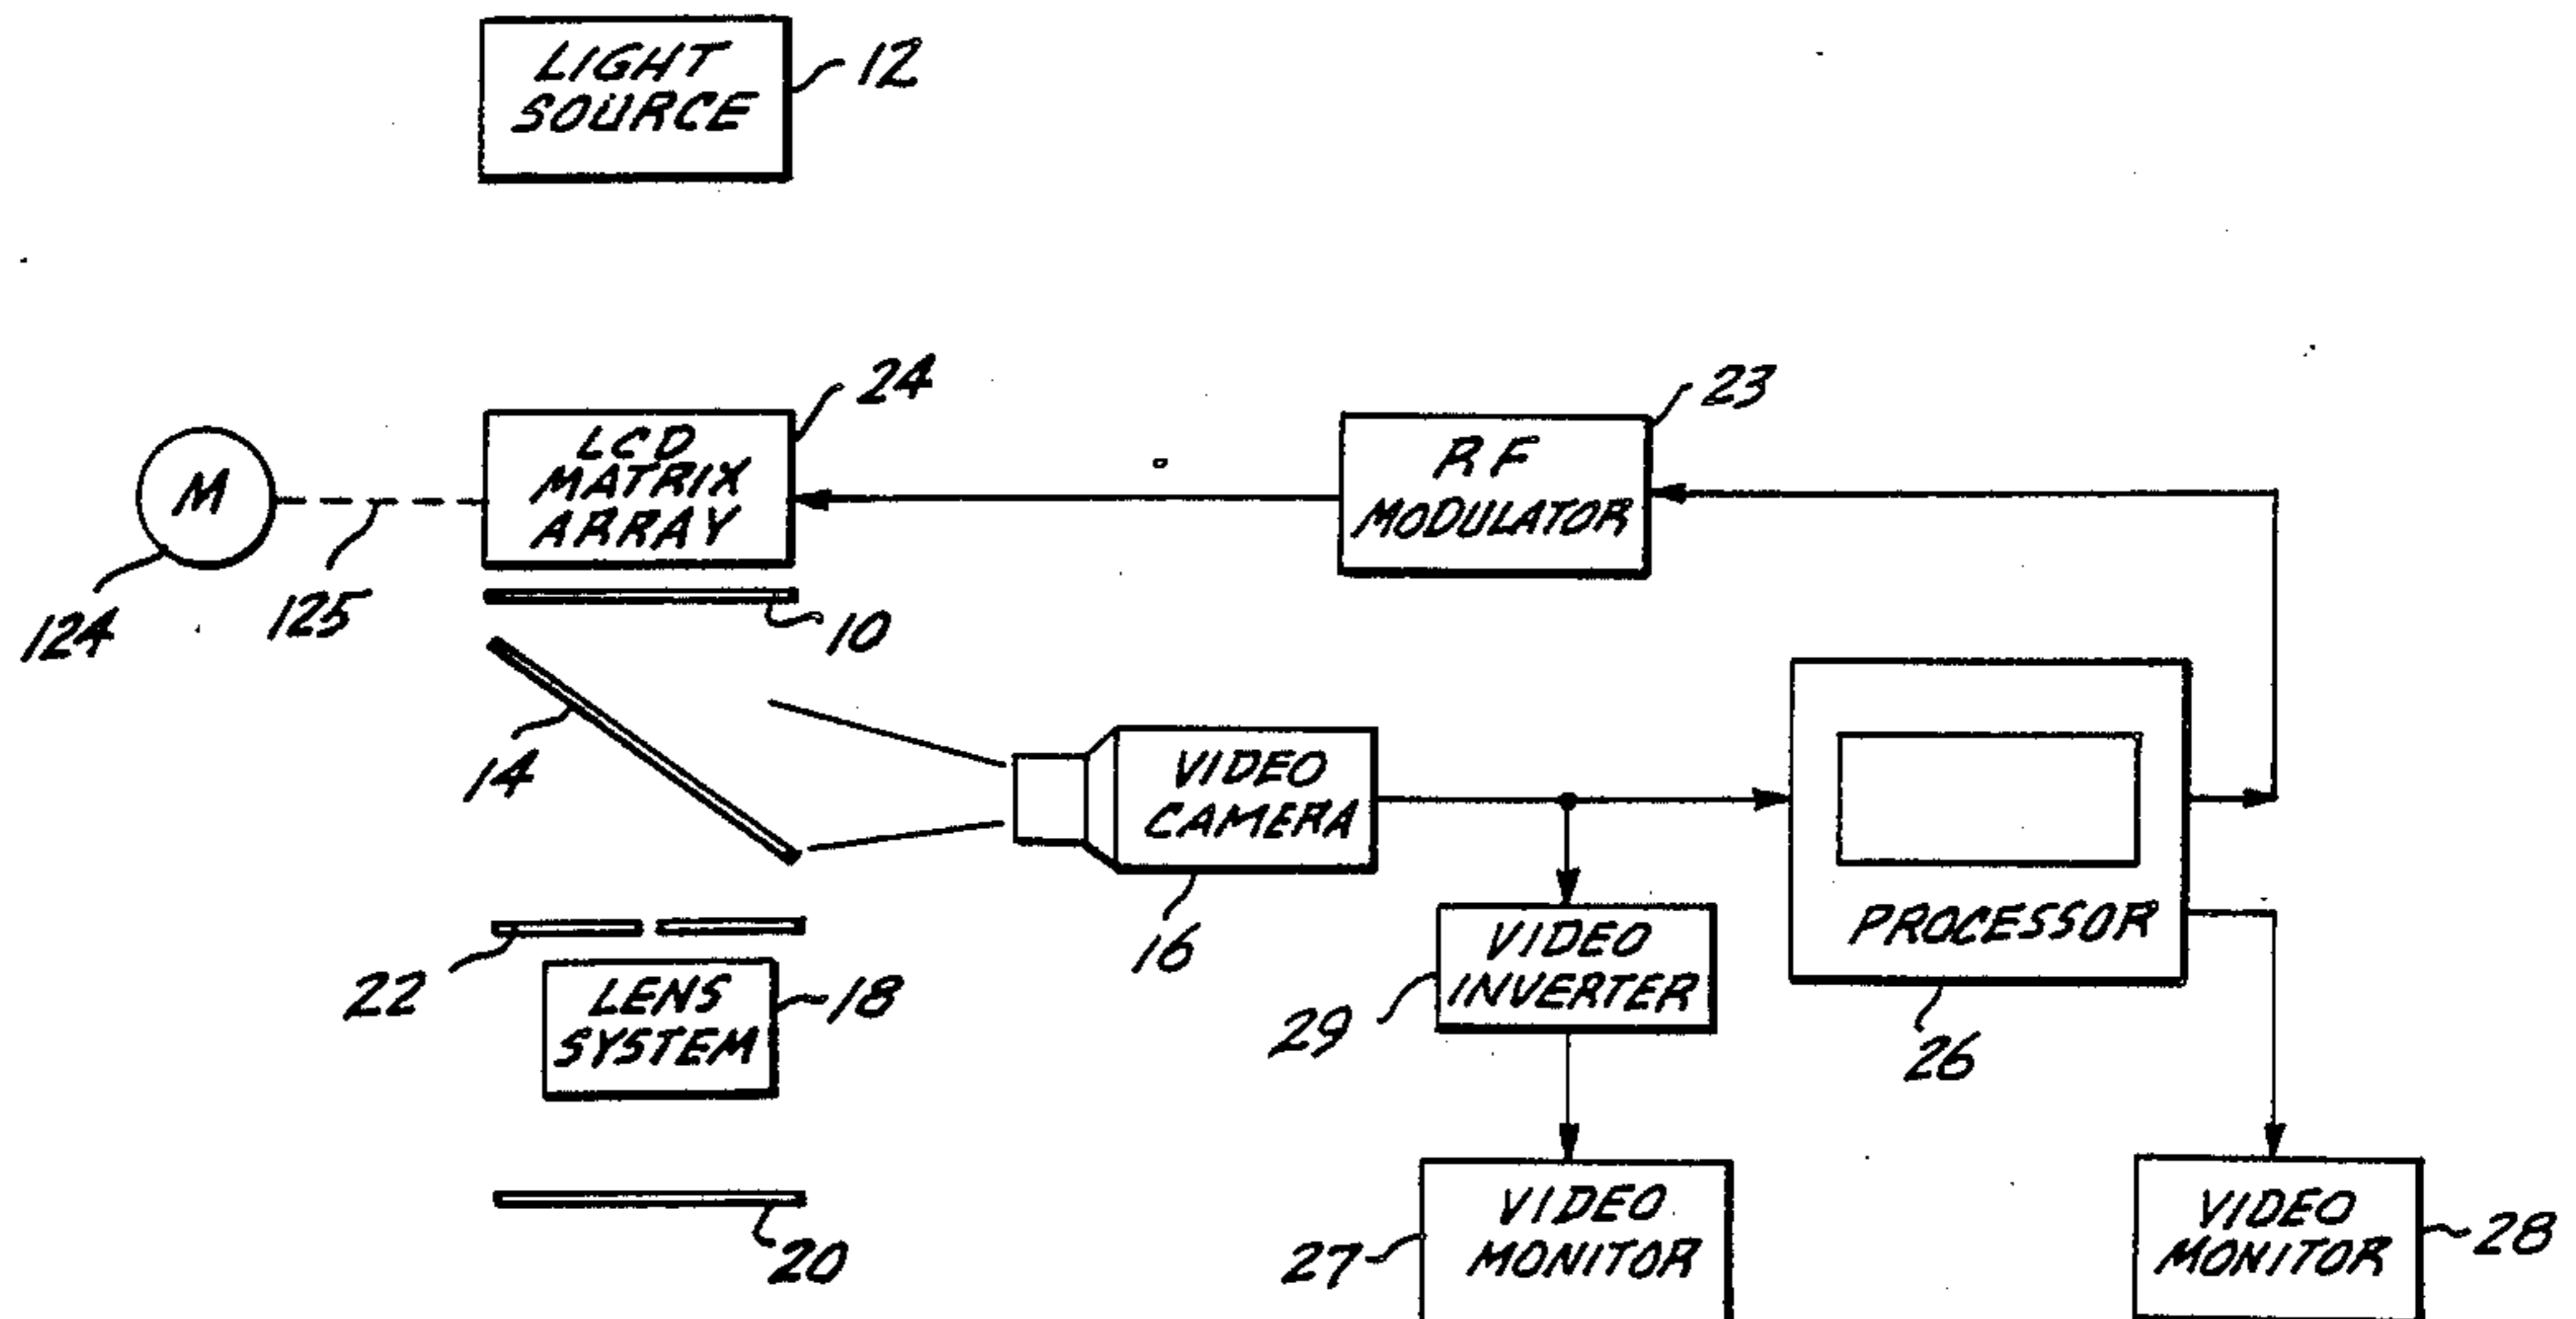 LIGHT
SOURCE
12
24
LCD
MATRIX
ARRAY
23
RF
MODULATOR
M
124
125
10
14
VIDEO
CAMERA
16
PROCESSOR
26
22
LENS
SYSTEM
18
VIDEO
INVERTER
29
20
VIDEO
MONITOR
27
VIDEO
MONITOR
28